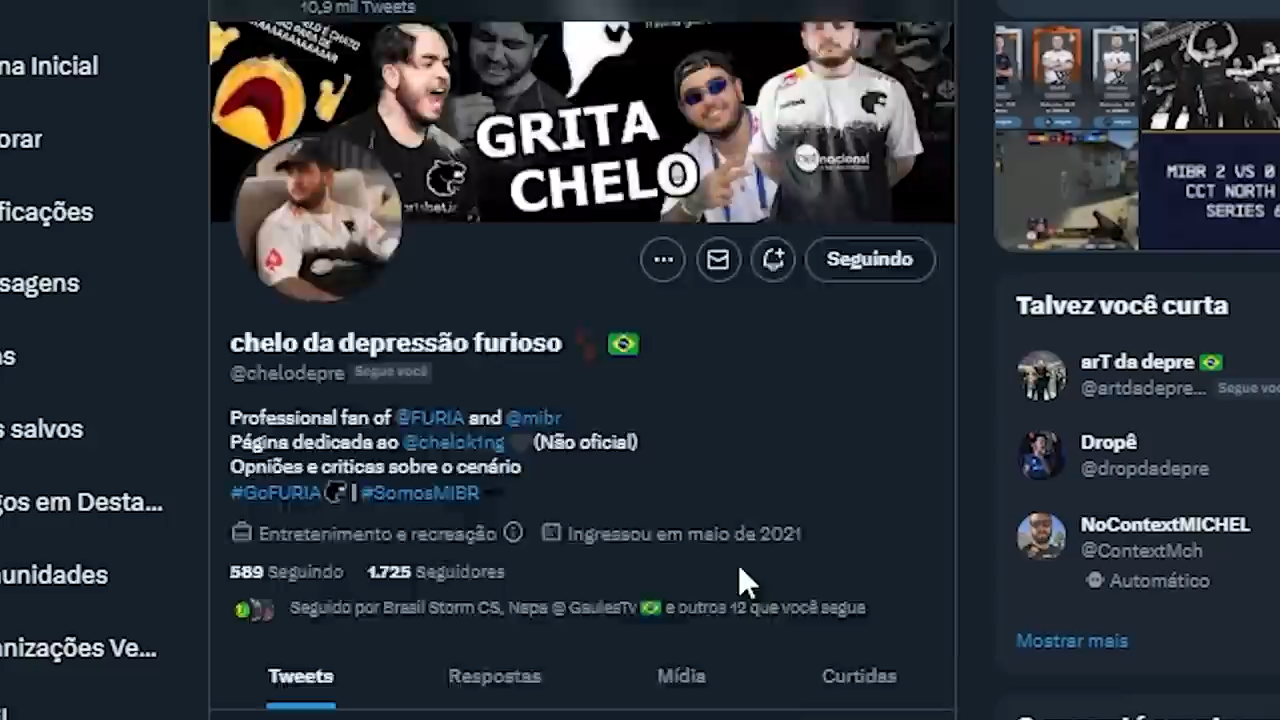 10,9 mil Tweets
na Inicial
orar
ficações
sagens
s salvos
gos em Desta...
unidades
nizações Ve...
GRITA
CHELO
nacional
Seguindo
chelo da depressão furioso
@chelodepre Segue você
Professional fan of @FURIA and @mibr
Página dedicada ao @chelok1ng (Não oficial)
Opniões e criticas sobre o cenário
#GoFURIA | #SomosMIBR
Entretenimento e recreação Ingressou em maio de 2021
589 Seguindo 1.725 Seguidores
Seguido por Brasil Storm CS, Napa @ GaulesTv e outros 12 que você segue
Tweets Respostas Mídia Curtidas
MIBR 2 VS 0
CCT NORTH
SERIES
Talvez você curta
arT da depre
@artdadepre... Segue voc
Dropê
@dropdadepre
NoContextMICHEL
@ContextMch
Automático
Mostrar mais